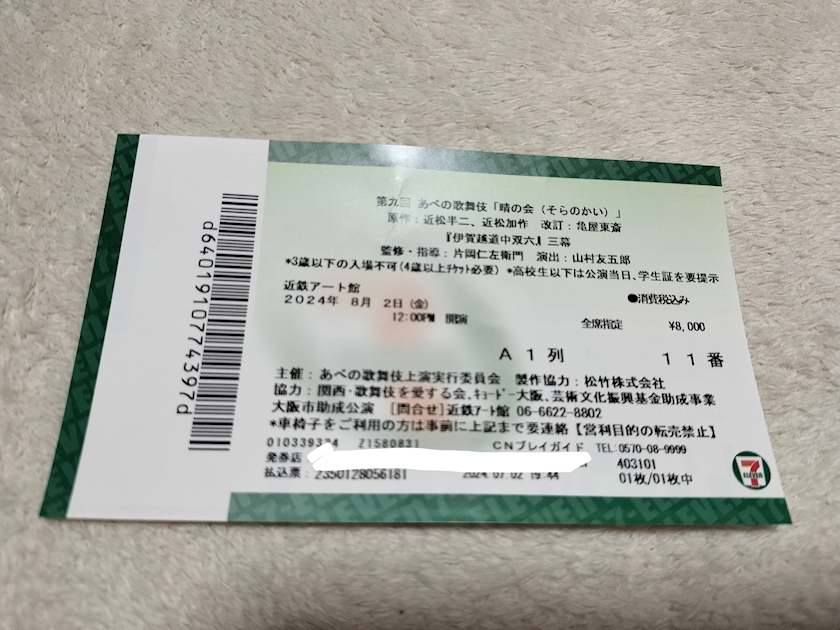 第九回 あべの歌舞伎「晴の会(そらのかい)」
原作:近松半二、近松加作 改訂:亀屋東斎
『伊賀越道中双六』三幕
監修・指導:片岡仁左衛門 演出:山村友五郎
*3歳以下の入場不可(4歳以上ﾁｹｯﾄ必要) *高校生以下は公演当日、学生証を要提示
近鉄アート館
2024年 8月 2日(金)
●消費税込み
12:00PM 開演
全席指定 ¥8,000
A 1列 11番
主催:あべの歌舞伎上演実行委員会 製作協力:松竹株式会社
協力:関西・歌舞伎を愛する会、ｷｮｰﾄﾞｰ大阪、芸術文化振興基金助成事業
大阪市助成公演 [問合せ]近鉄ｱｰﾄ館 06-6622-8802
*車椅子をご利用の方は事前に上記まで要連絡【営利目的の転売禁止】
Z1580831 CNプレイガイド TEL:0570-08-9999
発券店 403101
払込票:2350128056181 2024.07.02 19:44 01枚/01枚中
d6401910774397d
7
ELEVEN
7-ELEVEN